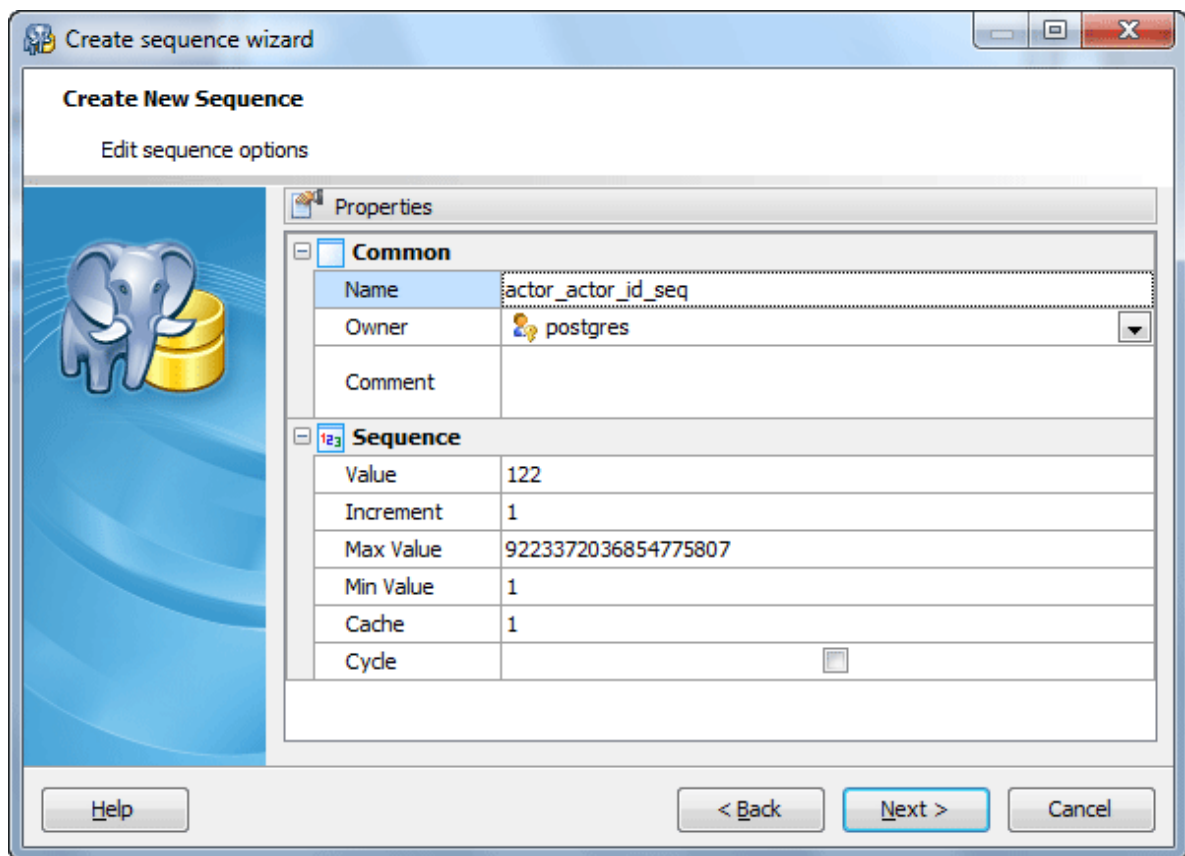 Create sequence wizard
Create New Sequence
Edit sequence options
Properties
Common
Name actor_actor_id_seq
Owner postgres
Comment
123 Sequence
Value 122
Increment 1
Max Value 9223372036854775807
Min Value 1
Cache 1
Cycle
Help < Back Next > Cancel